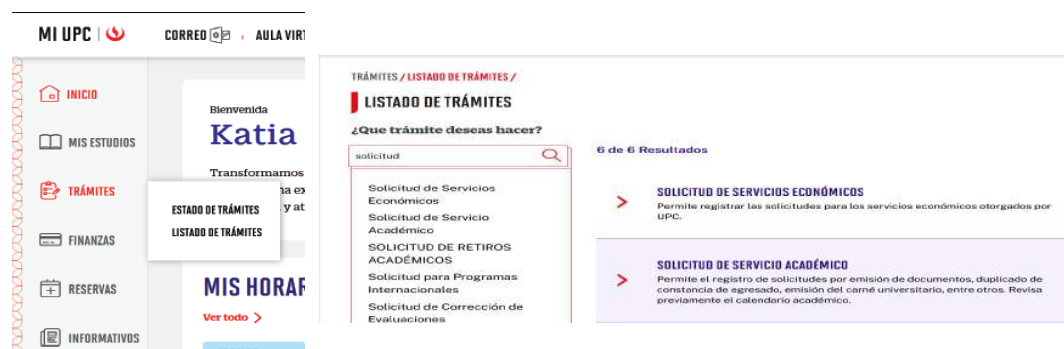 MI UPC
CORREO
AULA VIRT
INICIO
MIS ESTUDIOS
TRÁMITES
FINANZAS
RESERVAS
INFORMATIVOS
ESTADO DE TRÁMITES
LISTADO DE TRÁMITES
Bienvenida
Katia
Transformamos
na ex
y at
MIS HORAR
Ver todo
TRÁMITES / LISTADO DE TRÁMITES /
LISTADO DE TRÁMITES
¿Que trámite deseas hacer?
solicitud
Solicitud de Servicios
Económicos
Solicitud de Servicio
Académico
SOLICITUD DE RETIROS
ACADÉMICOS
Solicitud para Programas
Internacionales
Solicitud de Corrección de
Evaluaciones
6 de 6 Resultados
SOLICITUD DE SERVICIOS ECONÓMICOS
Permite registrar las solicitudes para los servicios económicos otorgados por
UPC.
SOLICITUD DE SERVICIO ACADÉMICO
Permite el registro de solicitudes por emisión de documentos, duplicado de
constancia de egresado, emisión del carné universitario, entre otros. Revisa
previamente el calendario académico.